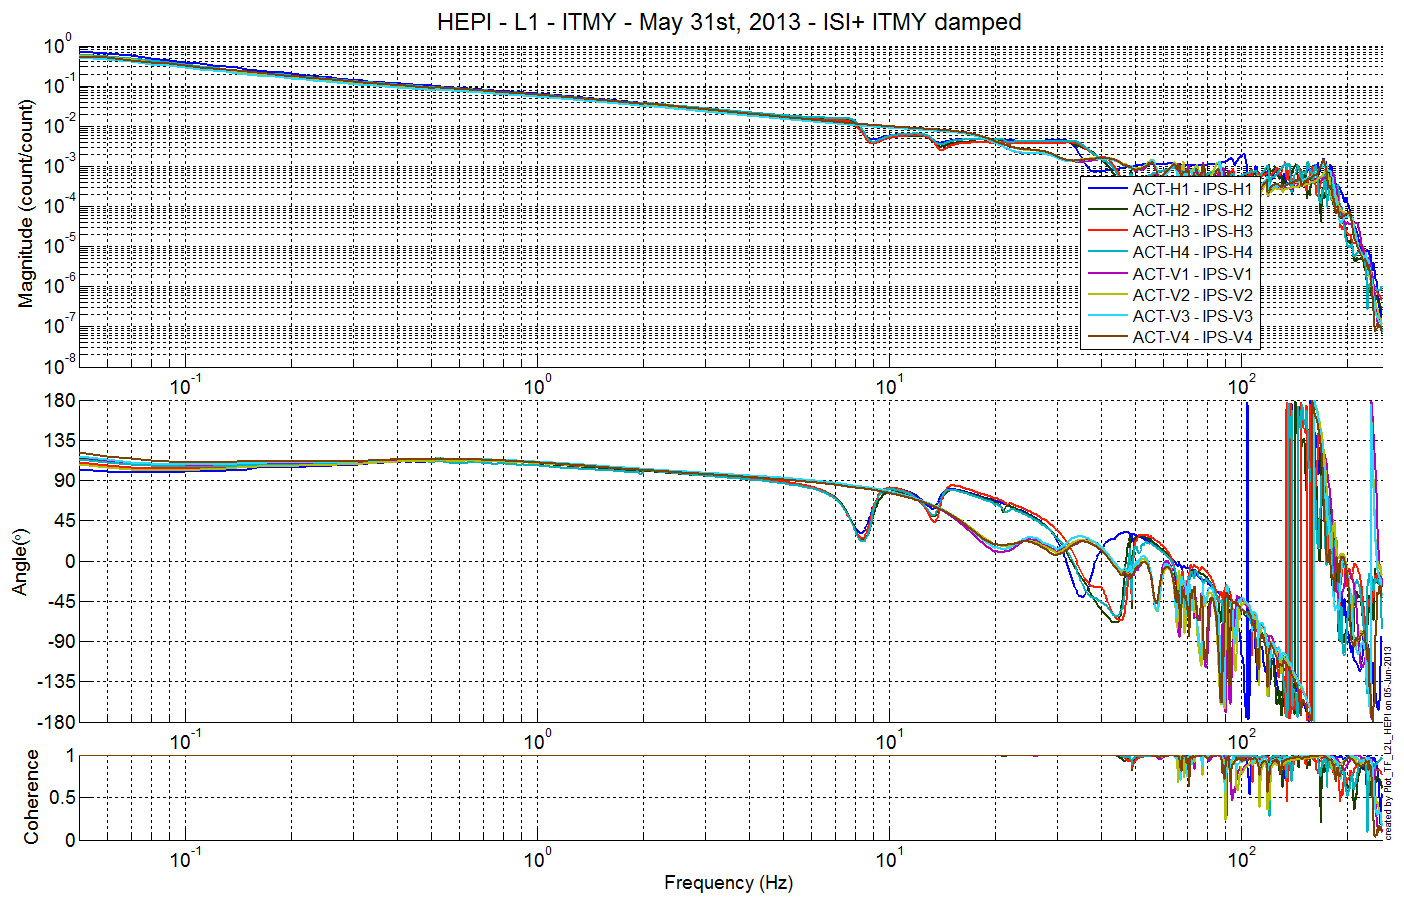 HEPI - L1 - ITMY - May 31st, 2013 - ISI+ ITMY damped
Magnitude (count/count)
10^0
10^-1
10^-2
10^-3
10^-4
10^-5
10^-6
10^-7
10^-8
ACT-H1 - IPS-H1
ACT-H2 - IPS-H2
ACT-H3 - IPS-H3
ACT-H4 - IPS-H4
ACT-V1 - IPS-V1
ACT-V2 - IPS-V2
ACT-V3 - IPS-V3
ACT-V4 - IPS-V4
10^-1 10^0 10^1 10^2
Angle(°)
180
135
90
45
0
-45
-90
-135
-180
10^-1 10^0 10^1 10^2
Coherence
1
0.5
0
10^-1 10^0 10^1 10^2
Frequency (Hz)
created by Plot_TF_L2L_HEPI on 05-Jun-2013